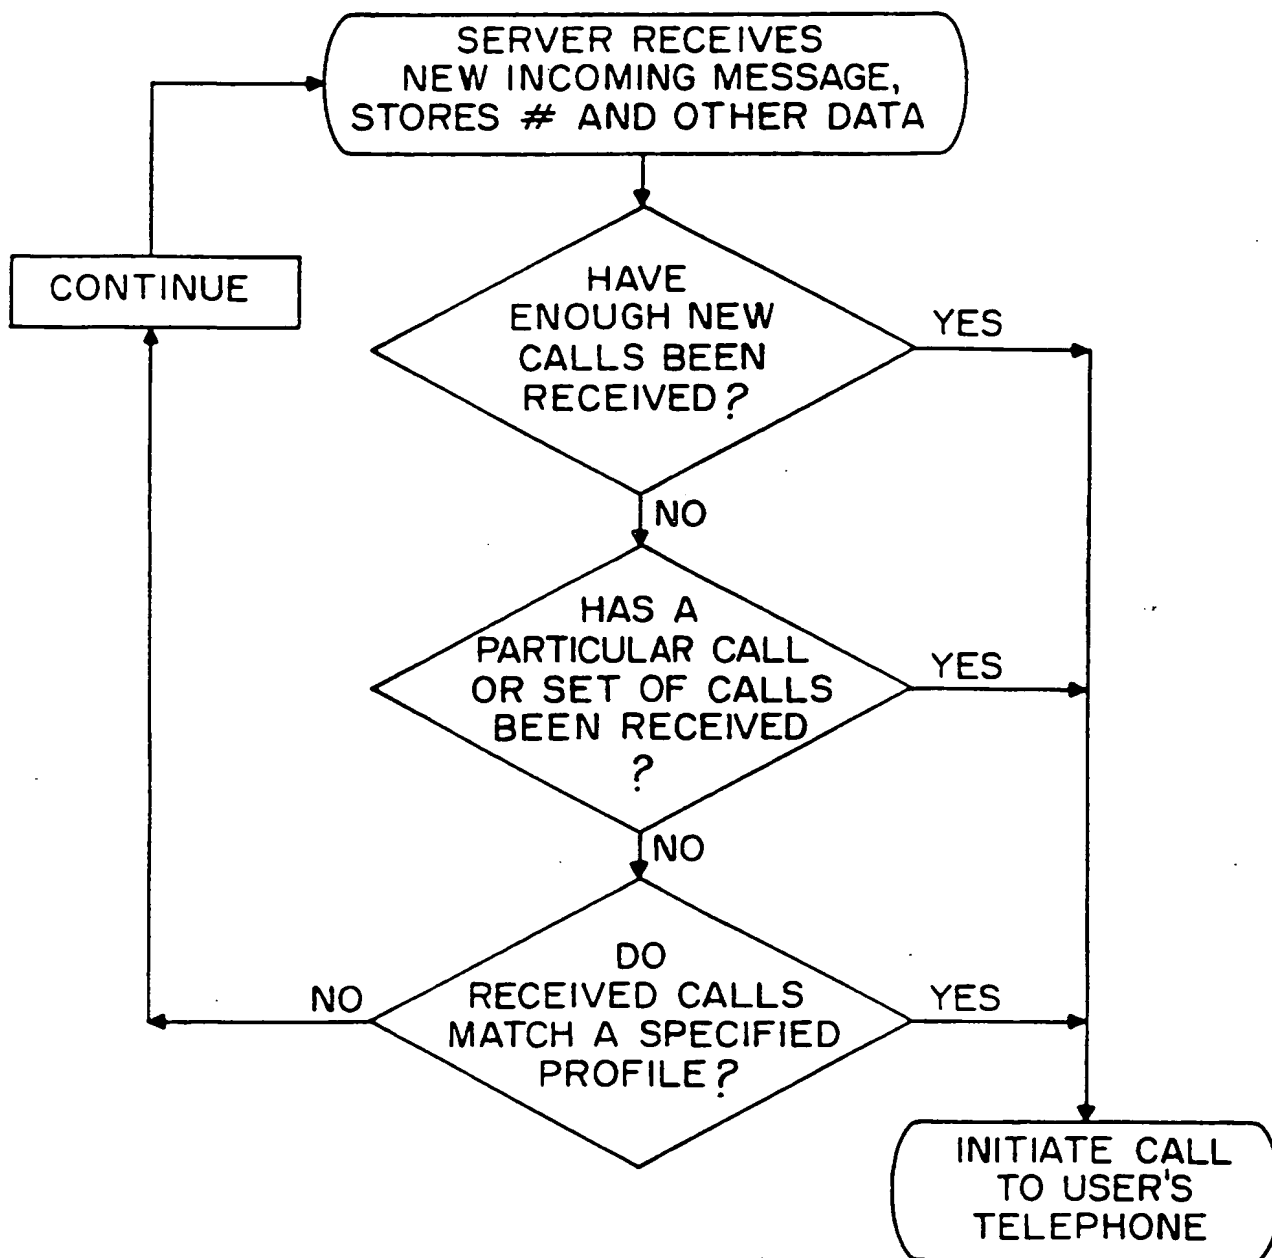 SERVER RECEIVES
NEW INCOMING MESSAGE,
STORES # AND OTHER DATA
CONTINUE
HAVE
ENOUGH NEW
CALLS BEEN
RECEIVED?
YES
NO
HAS A
PARTICULAR CALL
OR SET OF CALLS
BEEN RECEIVED
?
YES
NO
DO
RECEIVED CALLS
MATCH A SPECIFIED
PROFILE?
NO
YES
INITIATE CALL
TO USER'S
TELEPHONE